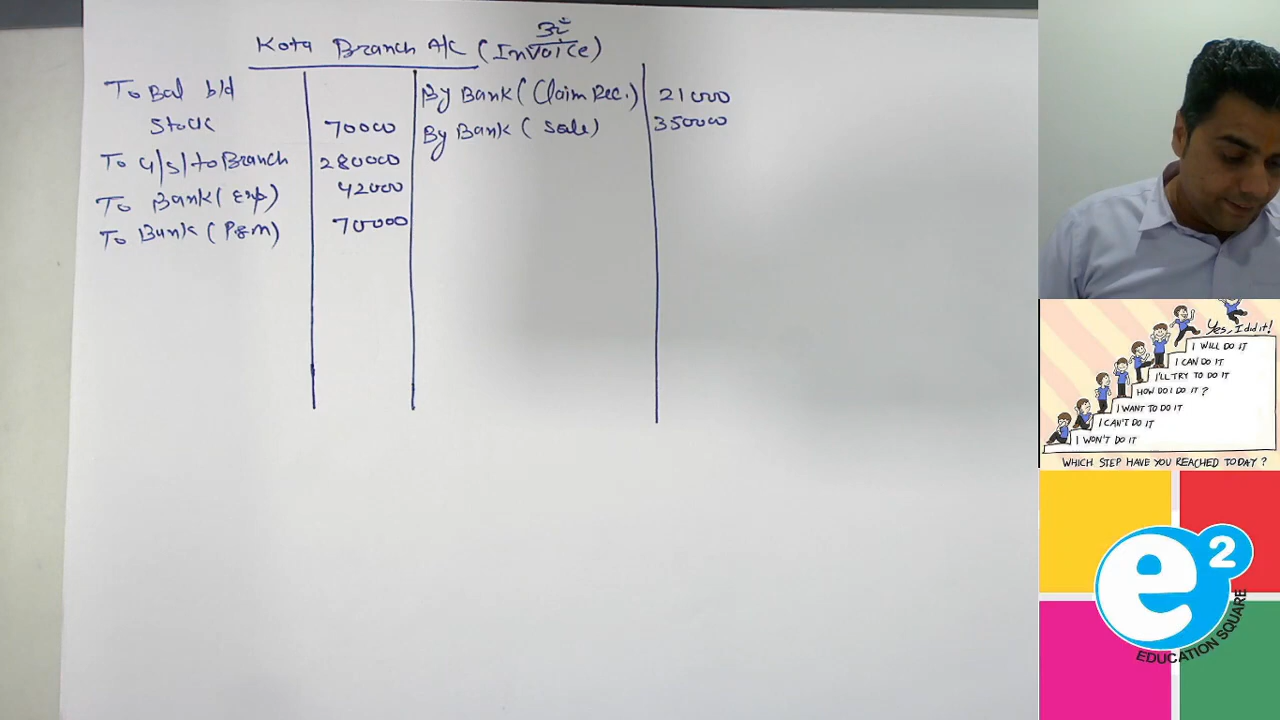 Kota Branch A/C (Invoice)
To Bal b/d
Stock 70000
To G/S/to Branch 280000
To Bank (Exp) 42000
To Bank (P&M) 70000
By Bank (Claim Rec.) 21000
By Bank (Sale) 350000
Yes, I did it!
I WILL DO IT
I CAN DO IT
I'LL TRY TO DO IT
HOW DO I DO IT?
I WANT TO DO IT
I CAN'T DO IT
I WON'T DO IT
WHICH STEP HAVE YOU REACHED TODAY?
e2
EDUCATION SQUARE